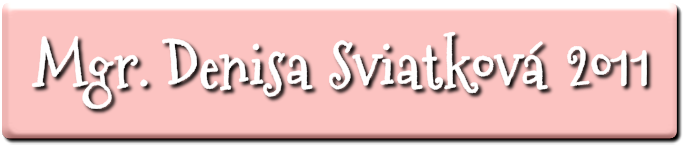 Mgr. Denisa Sviatková 2011